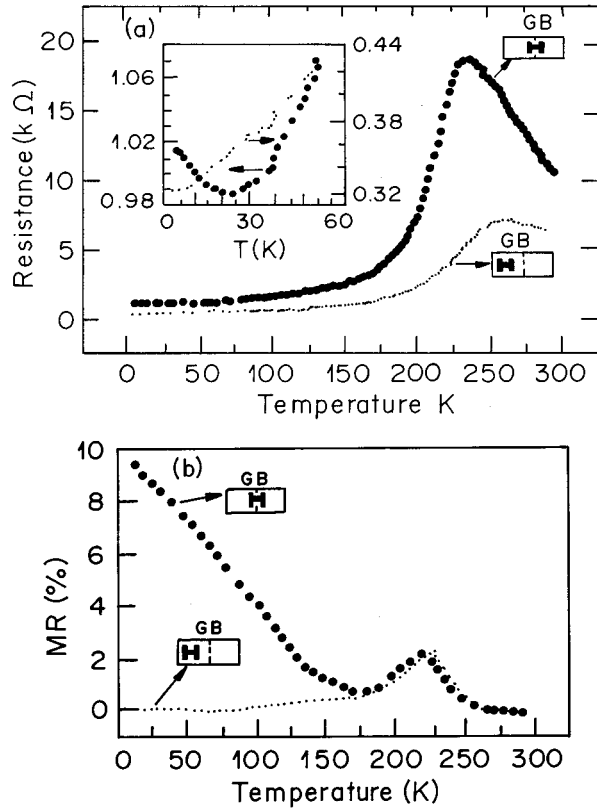 (a)
GB
Resistance (kΩ)
20
15
10
5
0
1.06
1.02
0.98
0.44
0.38
0.32
0
30
60
T(K)
GB
0 50 100 150 200 250 300
Temperature K
(b)
GB
GB
MR (%)
10
8
6
4
2
0
0 50 100 150 200 250 300
Temperature (K)